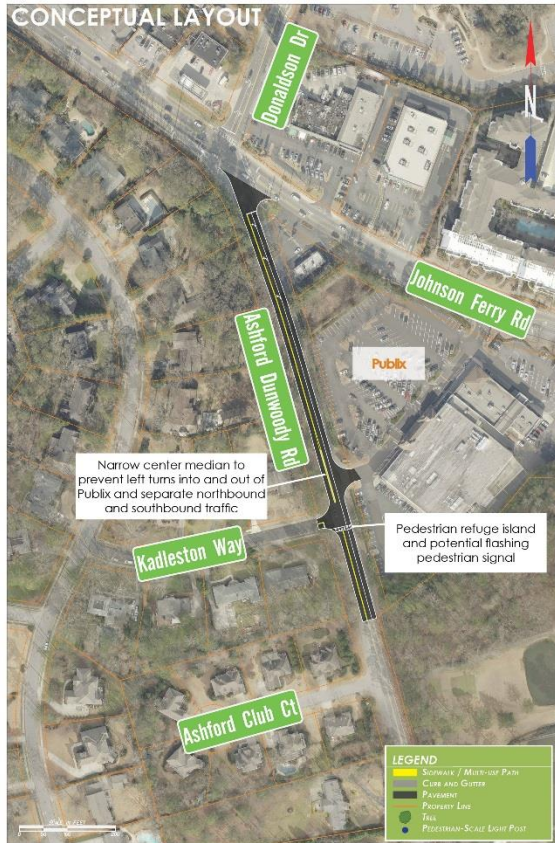 CONCEPTUAL LAYOUT
Donaldson Dr
N
Johnson Ferry Rd
Ashford Dunwoody Rd
Publix
Narrow center median to
prevent left turns into and out of
Publix and separate northbound
and southbound traffic
Pedestrian refuge island
and potential flashing
pedestrian signal
Kadleston Way
Ashford Club Ct
LEGEND
SIDEWALK / MULTI-USE PATH
CURB AND GUTTER
PAVEMENT
PROPERTY LINE
TREE
PEDESTRIAN-SCALE LIGHT POST